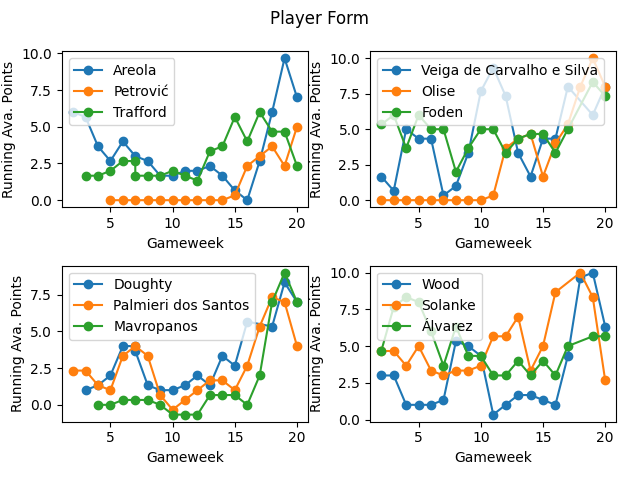 Player Form
10.0
7.5
5.0
2.5
0.0
Running Ava. Points
Areola
Petrović
Trafford
5
10
15
20
Gameweek
10.0
7.5
5.0
2.5
0.0
Running Ava. Points
Veiga de Carvalho e Silva
Olise
Foden
5
10
15
20
Gameweek
7.5
5.0
2.5
0.0
Running Ava. Points
Doughty
Palmieri dos Santos
Mavropanos
5
10
15
20
Gameweek
10.0
7.5
5.0
2.5
0.0
Running Ava. Points
Wood
Solanke
Álvarez
5
10
15
20
Gameweek